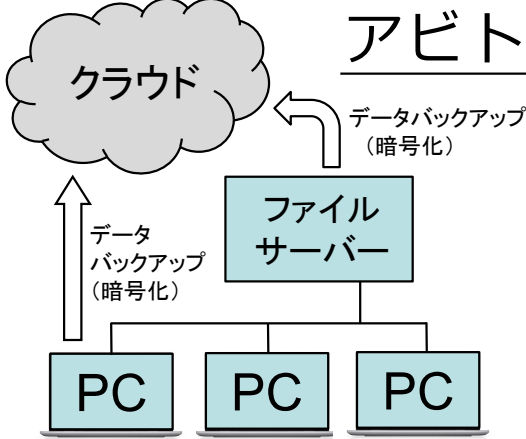 アビト
クラウド
データバックアップ
（暗号化）
ファイル
サーバー
データ
バックアップ
（暗号化）
PC
PC
PC